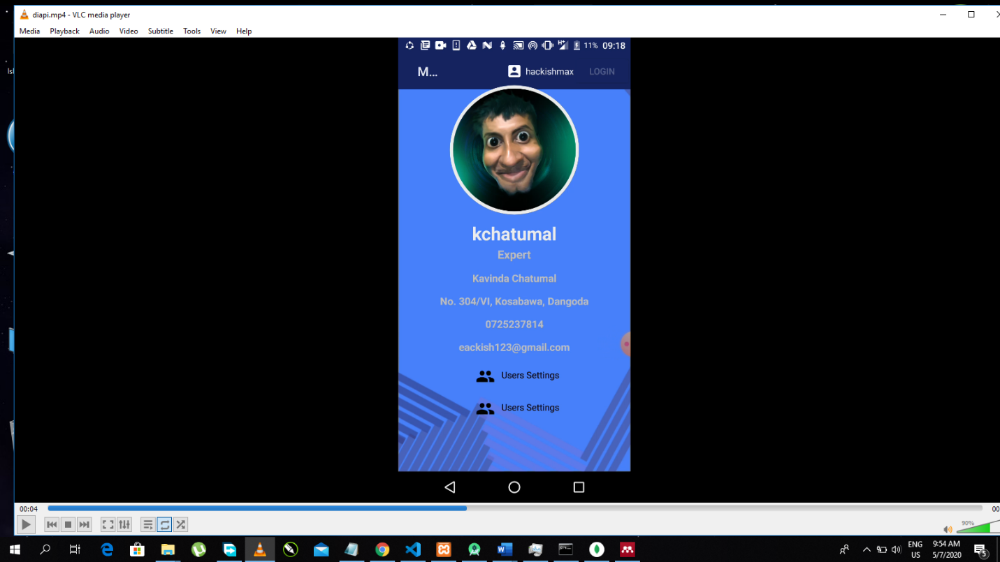 diapi.mp4 - VLC media player
Media Playback Audio Video Subtitle Tools View Help
H+ 11% 09:18
M... hackishmax LOGIN
kchatumal
Expert
Kavinda Chatumal
No. 304/VI, Kosabawa, Dangoda
0725237814
eackish123@gmail.com
Users Settings
Users Settings
00:04 00
90%
ENG 9:54 AM
US 5/7/2020 5